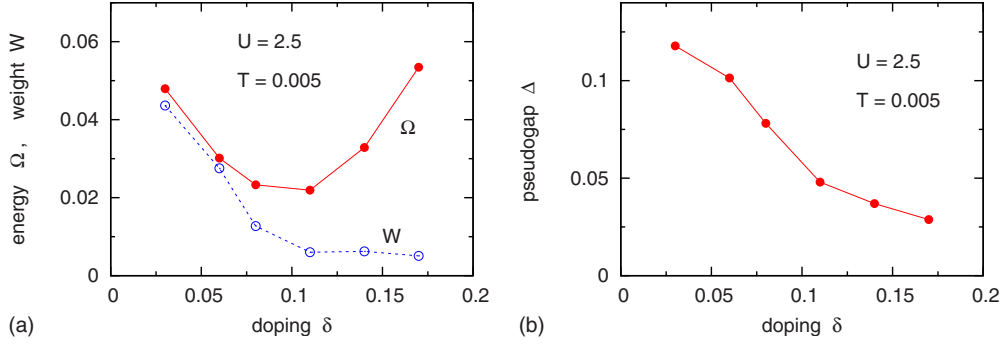 energy Ω , weight W
0.06
0.04
0.02
0
U = 2.5
T = 0.005
Ω
W
0 0.05 0.1 0.15 0.2
doping δ
(a)
pseudogap Δ
0.1
0.05
0
U = 2.5
T = 0.005
0 0.05 0.1 0.15 0.2
doping δ
(b)